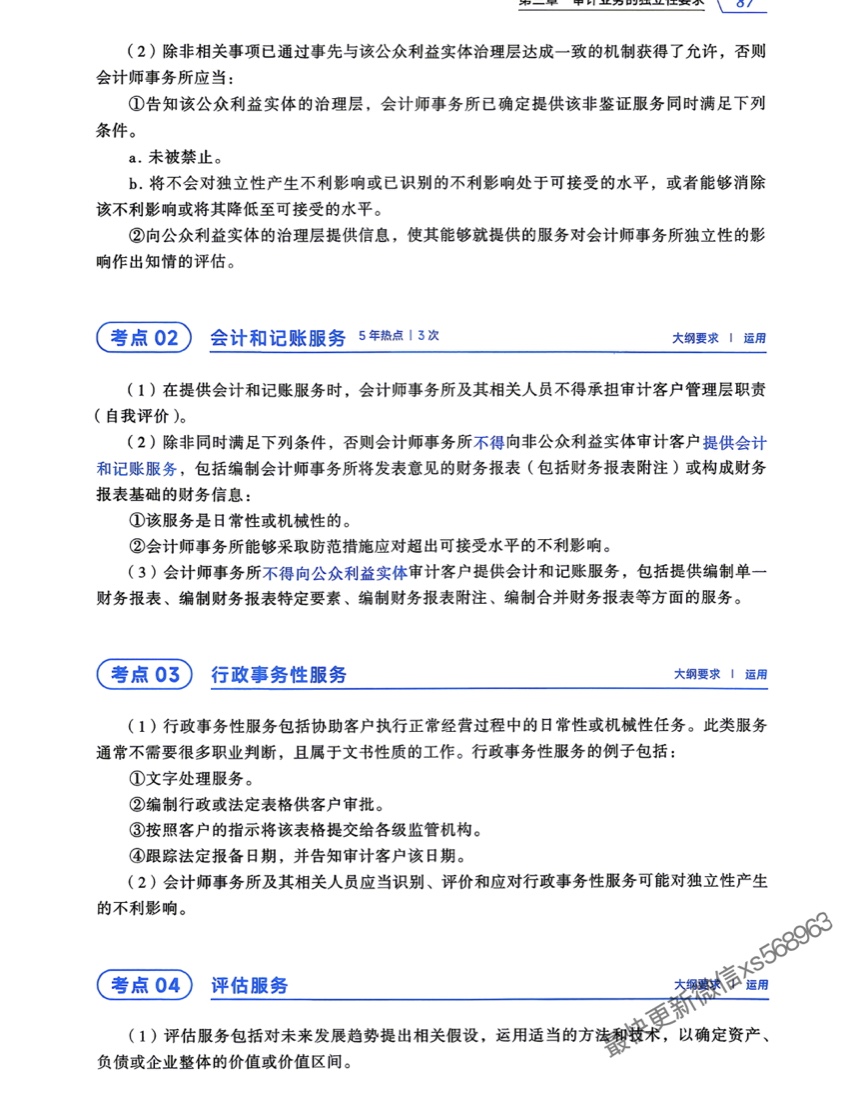 第二章 审计业务的独立性要求 87
（2）除非相关事项已通过事先与该公众利益实体治理层达成一致的机制获得了允许，否则
会计师事务所应当：
①告知该公众利益实体的治理层，会计师事务所已确定提供该非鉴证服务同时满足下列
条件。
a. 未被禁止。
b. 将不会对独立性产生不利影响或已识别的不利影响处于可接受的水平，或者能够消除
该不利影响或将其降低至可接受的水平。
②向公众利益实体的治理层提供信息，使其能够就提供的服务对会计师事务所独立性的影
响作出知情的评估。
考点 02 会计和记账服务 5年热点 | 3次 大纲要求 | 运用
（1）在提供会计和记账服务时，会计师事务所及其相关人员不得承担审计客户管理层职责
（自我评价）。
（2）除非同时满足下列条件，否则会计师事务所不得向非公众利益实体审计客户提供会计
和记账服务，包括编制会计师事务所将发表意见的财务报表（包括财务报表附注）或构成财务
报表基础的财务信息：
①该服务是日常性或机械性的。
②会计师事务所能够采取防范措施应对超出可接受水平的不利影响。
（3）会计师事务所不得向公众利益实体审计客户提供会计和记账服务，包括提供编制单一
财务报表、编制财务报表特定要素、编制财务报表附注、编制合并财务报表等方面的服务。
考点 03 行政事务性服务 大纲要求 | 运用
（1）行政事务性服务包括协助客户执行正常经营过程中的日常性或机械性任务。此类服务
通常不需要很多职业判断，且属于文书性质的工作。行政事务性服务的例子包括：
①文字处理服务。
②编制行政或法定表格供客户审批。
③按照客户的指示将该表格提交给各级监管机构。
④跟踪法定报备日期，并告知审计客户该日期。
（2）会计师事务所及其相关人员应当识别、评价和应对行政事务性服务可能对独立性产生
的不利影响。
考点 04 评估服务 大纲要求 | 运用
（1）评估服务包括对未来发展趋势提出相关假设，运用适当的方法和技术，以确定资产、
负债或企业整体的价值或价值区间。
最快更新微信xs568963